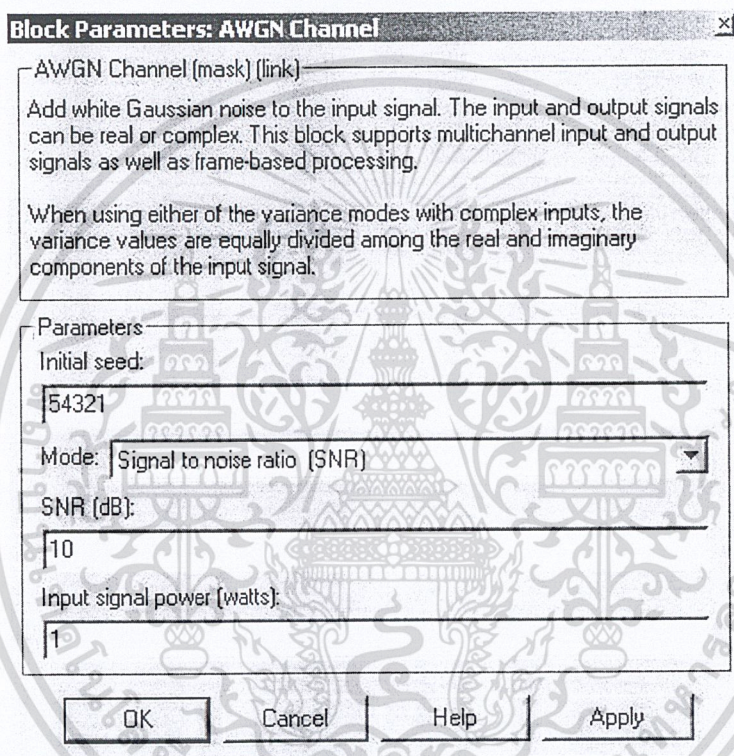 Block Parameters: AWGN Channel
AWGN Channel (mask) (link)
Add white Gaussian noise to the input signal. The input and output signals
can be real or complex. This block supports multichannel input and output
signals as well as frame-based processing.
When using either of the variance modes with complex inputs, the
variance values are equally divided among the real and imaginary
components of the input signal.
Parameters
Initial seed:
54321
Mode: Signal to noise ratio (SNR)
SNR (dB):
10
Input signal power (watts):
1
OK Cancel Help Apply